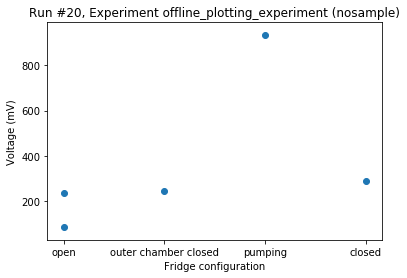 Run #20, Experiment offline_plotting_experiment (nosample)
Voltage (mV)
800
600
400
200
open
outer chamber closed
pumping
closed
Fridge configuration